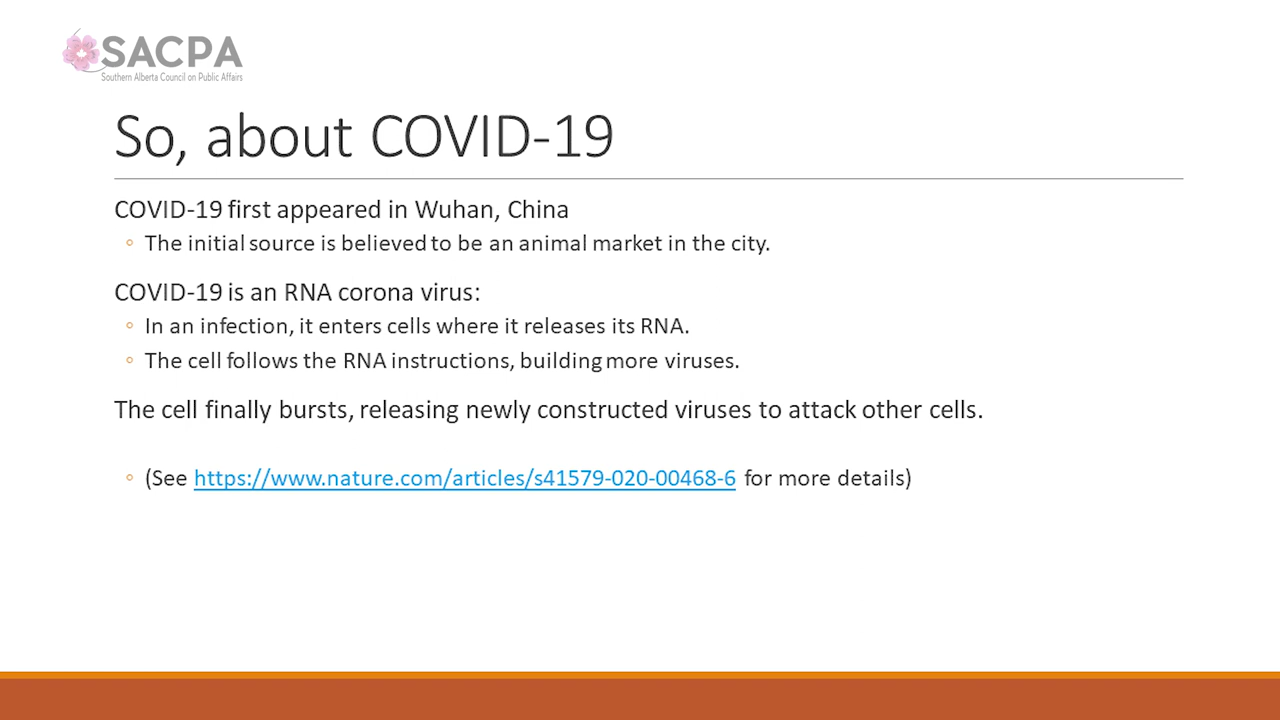 SACPA
Southern Alberta Council on Public Affairs
So, about COVID-19
COVID-19 first appeared in Wuhan, China
◦ The initial source is believed to be an animal market in the city.
COVID-19 is an RNA corona virus:
◦ In an infection, it enters cells where it releases its RNA.
◦ The cell follows the RNA instructions, building more viruses.
The cell finally bursts, releasing newly constructed viruses to attack other cells.
◦ (See https://www.nature.com/articles/s41579-020-00468-6 for more details)